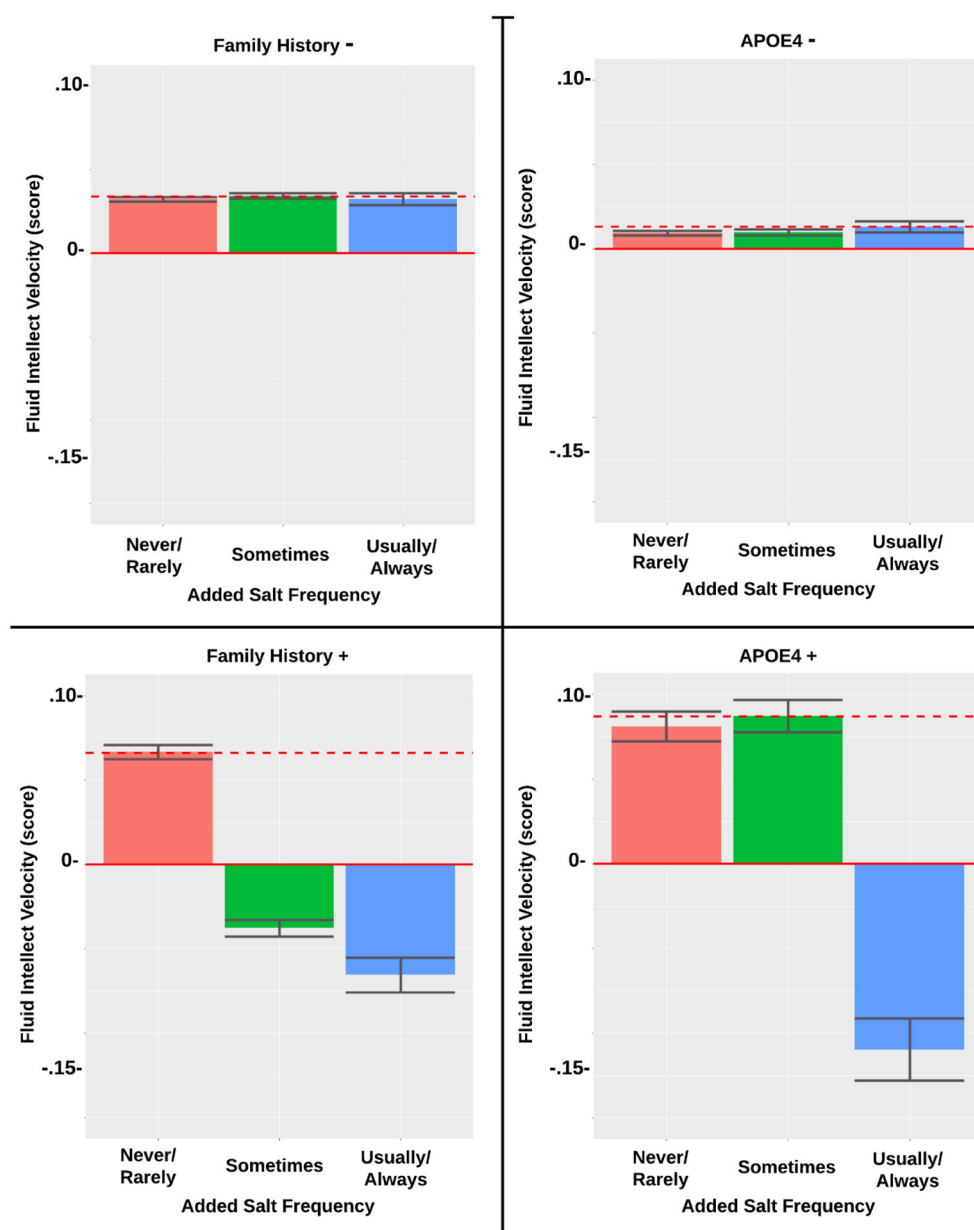 Family History -
.10-
0-
-.15-
Fluid Intellect Velocity (score)
Never/
Rarely
Sometimes
Usually/
Always
Added Salt Frequency
APOE4 -
.10-
0-
-.15-
Fluid Intellect Velocity (score)
Never/
Rarely
Sometimes
Usually/
Always
Added Salt Frequency
Family History +
.10-
0-
-.15-
Fluid Intellect Velocity (score)
Never/
Rarely
Sometimes
Usually/
Always
Added Salt Frequency
APOE4 +
.10-
0-
-.15-
Fluid Intellect Velocity (score)
Never/
Rarely
Sometimes
Usually/
Always
Added Salt Frequency